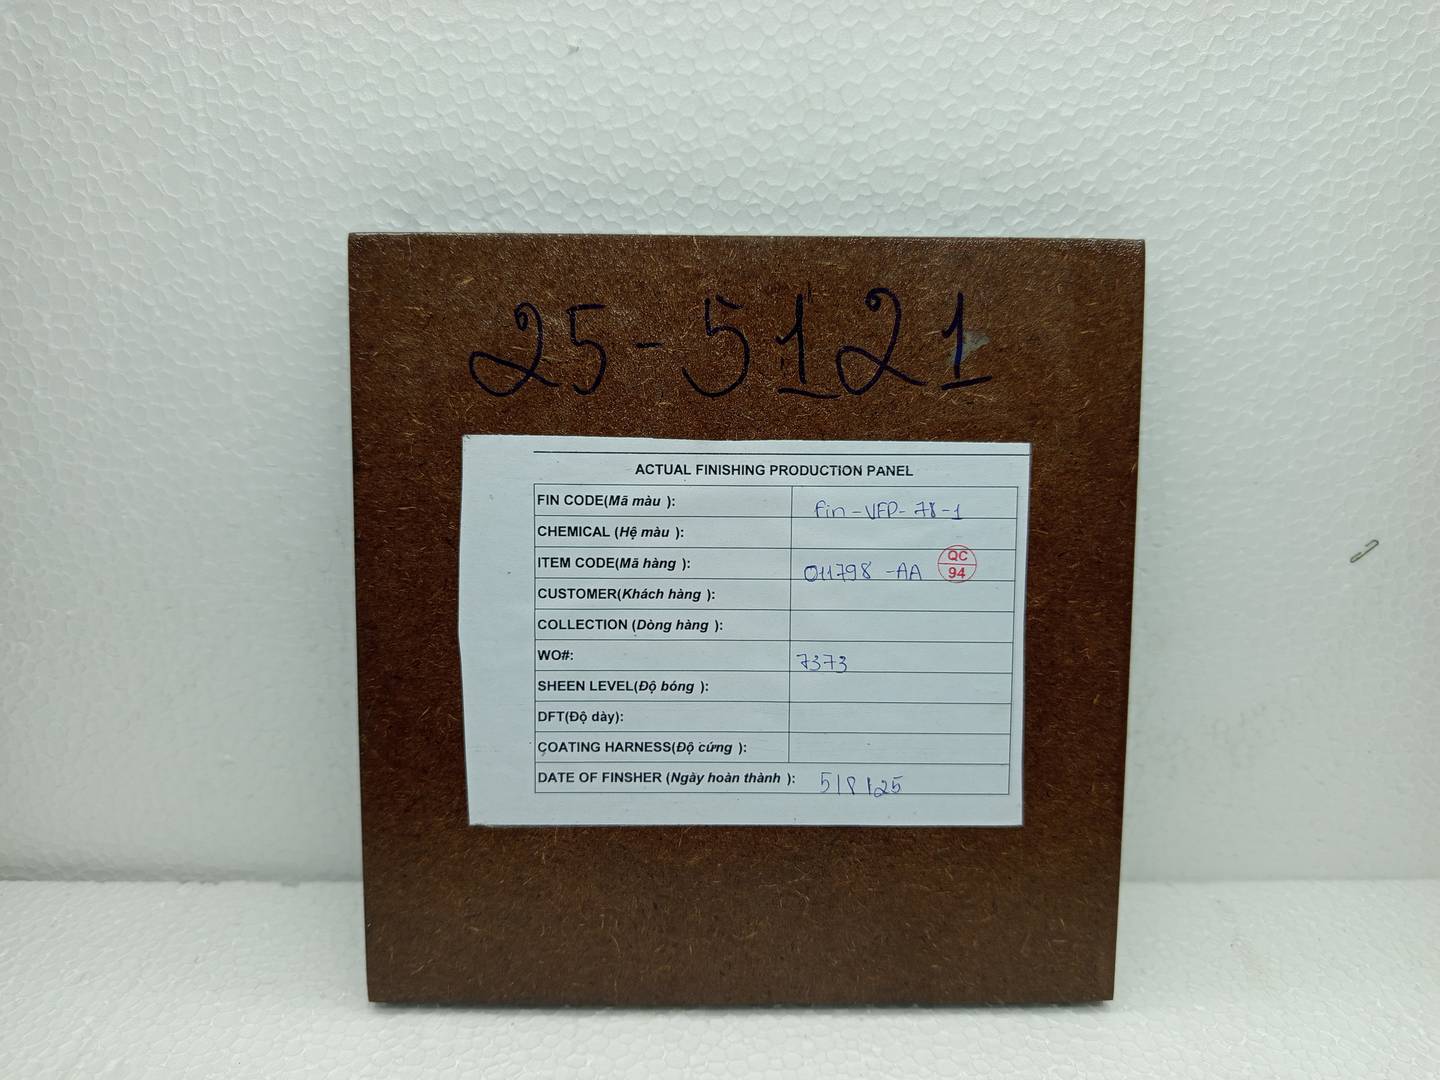 25-5121
ACTUAL FINISHING PRODUCTION PANEL
FIN CODE(Mã màu ): Fin-VFP-78-1
CHEMICAL (Hệ màu ):
ITEM CODE(Mã hàng ): 011798 -AA QC 94
CUSTOMER(Khách hàng ):
COLLECTION (Dòng hàng ):
WO#: 7373
SHEEN LEVEL(Độ bóng ):
DFT(Độ dày):
COATING HARNESS(Độ cứng ):
DATE OF FINSHER (Ngày hoàn thành ): 5/8/25